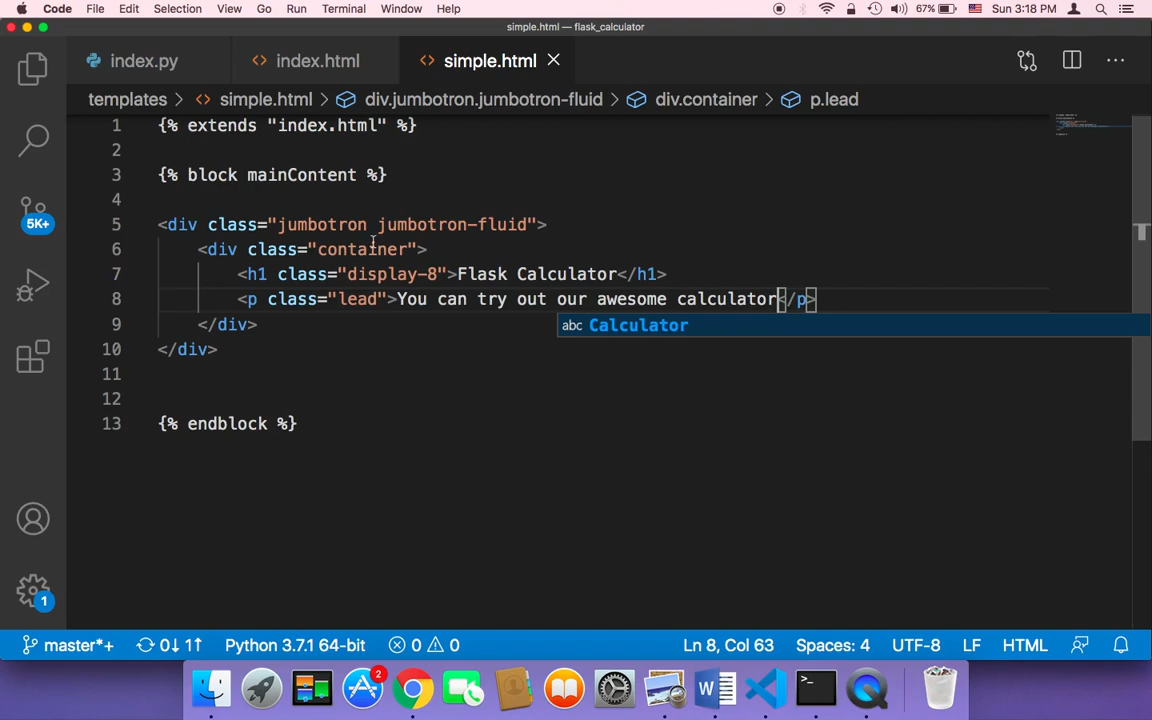 Code File Edit Selection View Go Run Terminal Window Help 67% Sun 3:18 PM
simple.html — flask_calculator
index.py index.html simple.html
templates > simple.html > div.jumbotron.jumbotron-fluid > div.container > p.lead
1 {% extends "index.html" %}
2
3 {% block mainContent %}
4
5 <div class="jumbotron jumbotron-fluid">
6 <div class="container">
7 <h1 class="display-8">Flask Calculator</h1>
8 <p class="lead">You can try out our awesome calculator</p>
abc Calculator
9 </div>
10 </div>
11
12
13 {% endblock %}
5K+
1
master*+ 0↓ 1↑ Python 3.7.1 64-bit 0 0 Ln 8, Col 63 Spaces: 4 UTF-8 LF HTML
2